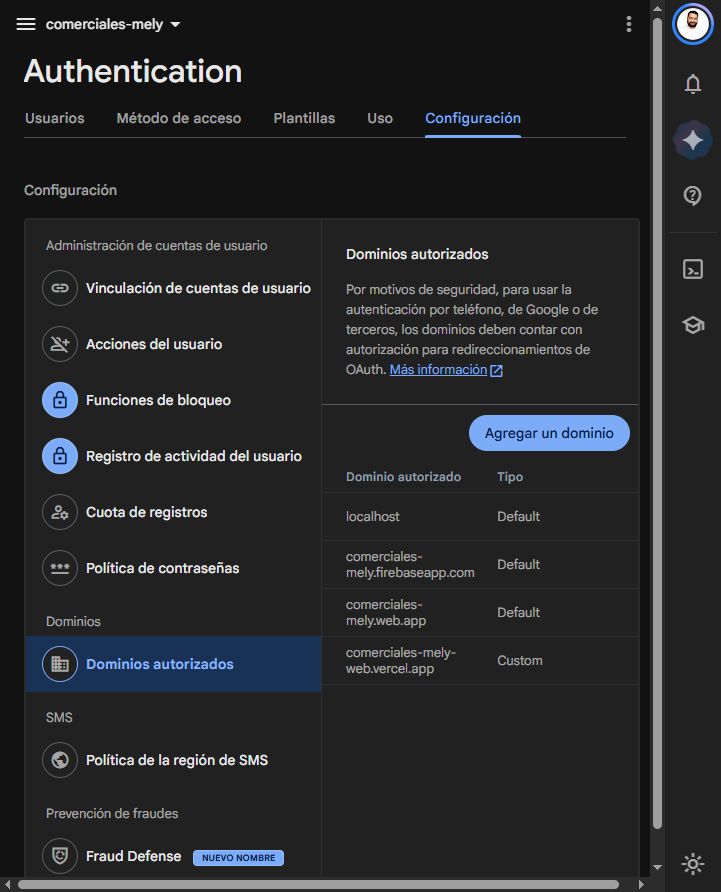 comerciales-mely
Authentication
Usuarios Método de acceso Plantillas Uso Configuración
Configuración
Administración de cuentas de usuario
Vinculación de cuentas de usuario
Acciones del usuario
Funciones de bloqueo
Registro de actividad del usuario
Cuota de registros
Política de contraseñas
Dominios
Dominios autorizados
SMS
Política de la región de SMS
Prevención de fraudes
Fraud Defense NUEVO NOMBRE
Dominios autorizados
Por motivos de seguridad, para usar la
autenticación por teléfono, de Google o de
terceros, los dominios deben contar con
autorización para redireccionamientos de
OAuth. Más información
Agregar un dominio
Dominio autorizado Tipo
localhost Default
comerciales-
mely.firebaseapp.com Default
comerciales-
mely.web.app Default
comerciales-mely-
web.vercel.app Custom